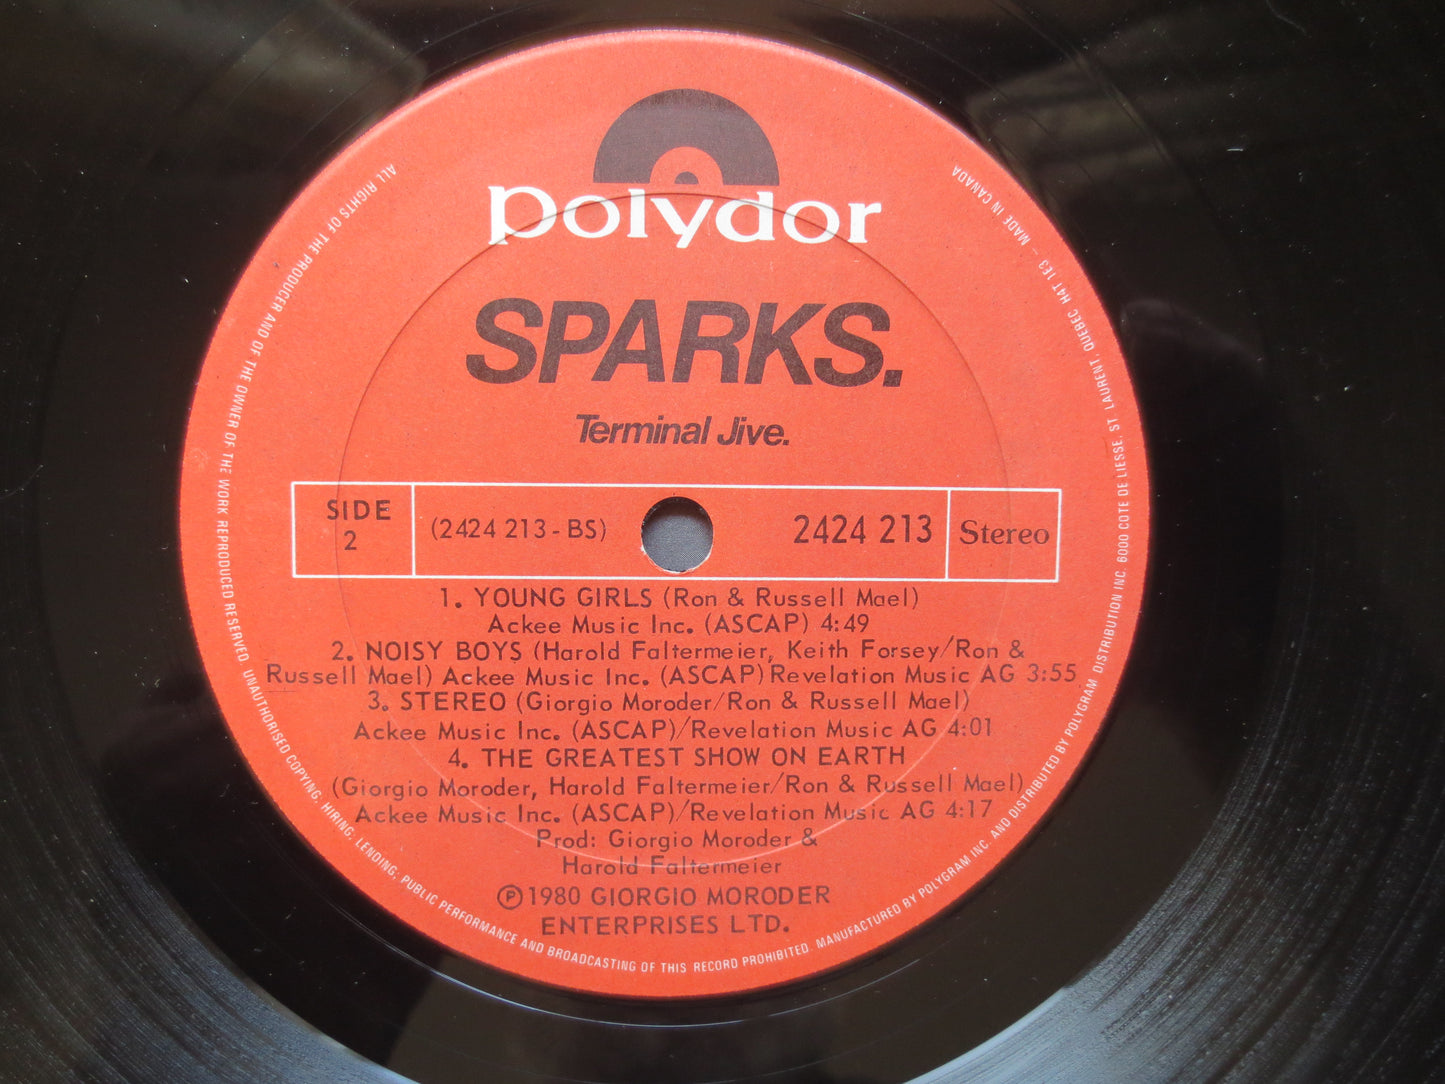 polydor
SPARKS.
Terminal Jive.
SIDE
2
(2424 213 - BS)
2424 213
Stereo
1. YOUNG GIRLS (Ron & Russell Mael)
Ackee Music Inc. (ASCAP) 4:49
2. NOISY BOYS (Harold Faltermeier, Keith Forsey/Ron &
Russell Mael) Ackee Music Inc. (ASCAP) Revelation Music AG 3:55
3. STEREO (Giorgio Moroder/Ron & Russell Mael)
Ackee Music Inc. (ASCAP)/Revelation Music AG 4:01
4. THE GREATEST SHOW ON EARTH
(Giorgio Moroder, Harold Faltermeier/Ron & Russell Mael)
Ackee Music Inc. (ASCAP)/Revelation Music AG 4:17
Prod: Giorgio Moroder &
Harold Faltermeier
℗ 1980 GIORGIO MORODER
ENTERPRISES LTD.
ALL RIGHTS OF THE PRODUCER AND OF THE OWNER OF THE WORK REPRODUCED RESERVED. UNAUTHORISED COPYING, HIRING, LENDING, PUBLIC PERFORMANCE AND BROADCASTING OF THIS RECORD PROHIBITED. MANUFACTURED BY POLYGRAM INC. AND DISTRIBUTED BY POLYGRAM DISTRIBUTION INC. 6000 COTE DE LIESSE, ST. LAURENT, QUEBEC H4T 1E3 – MADE IN CANADA